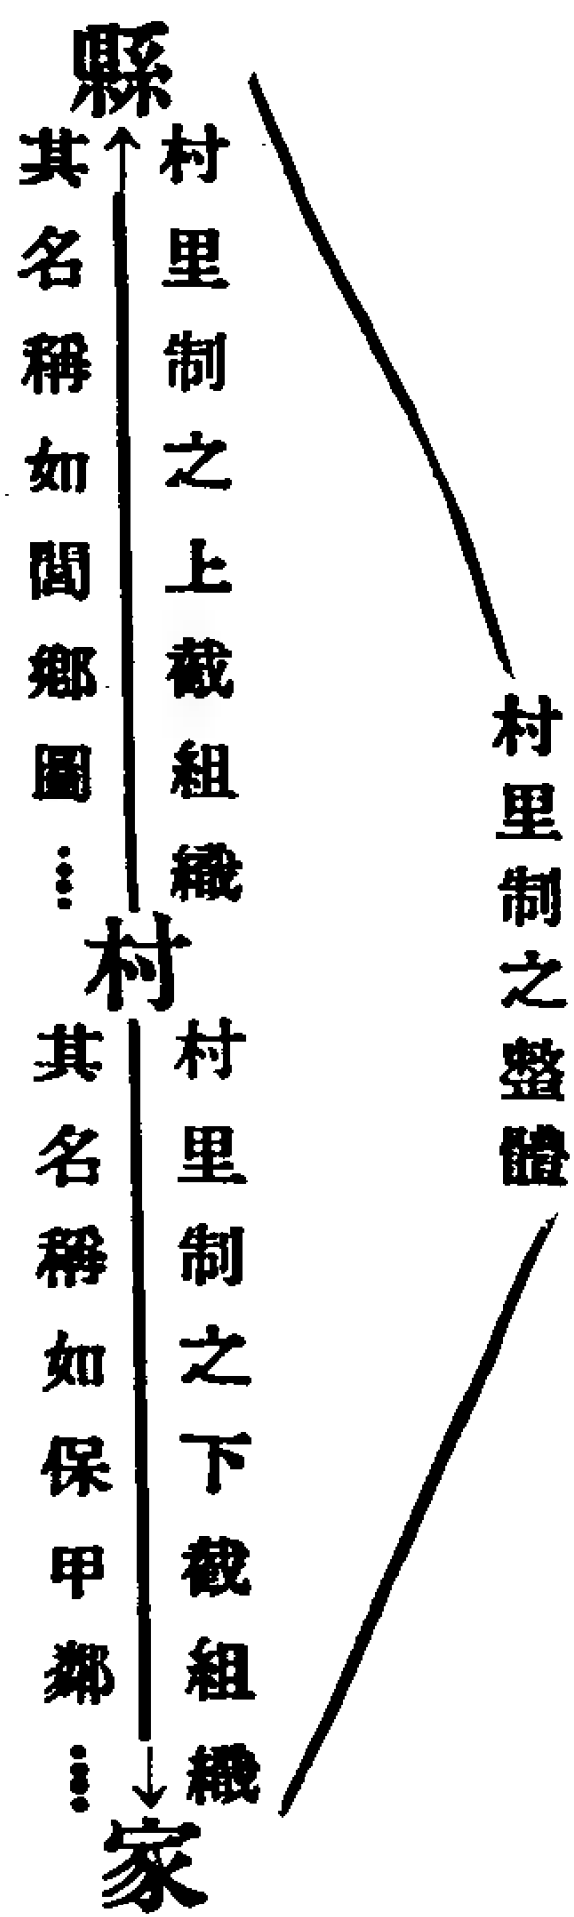 縣
村里制之上截組織
其名稱如閭鄉圖……
村
村里制之下截組織
其名稱如保甲鄰……
家
村里制之整體